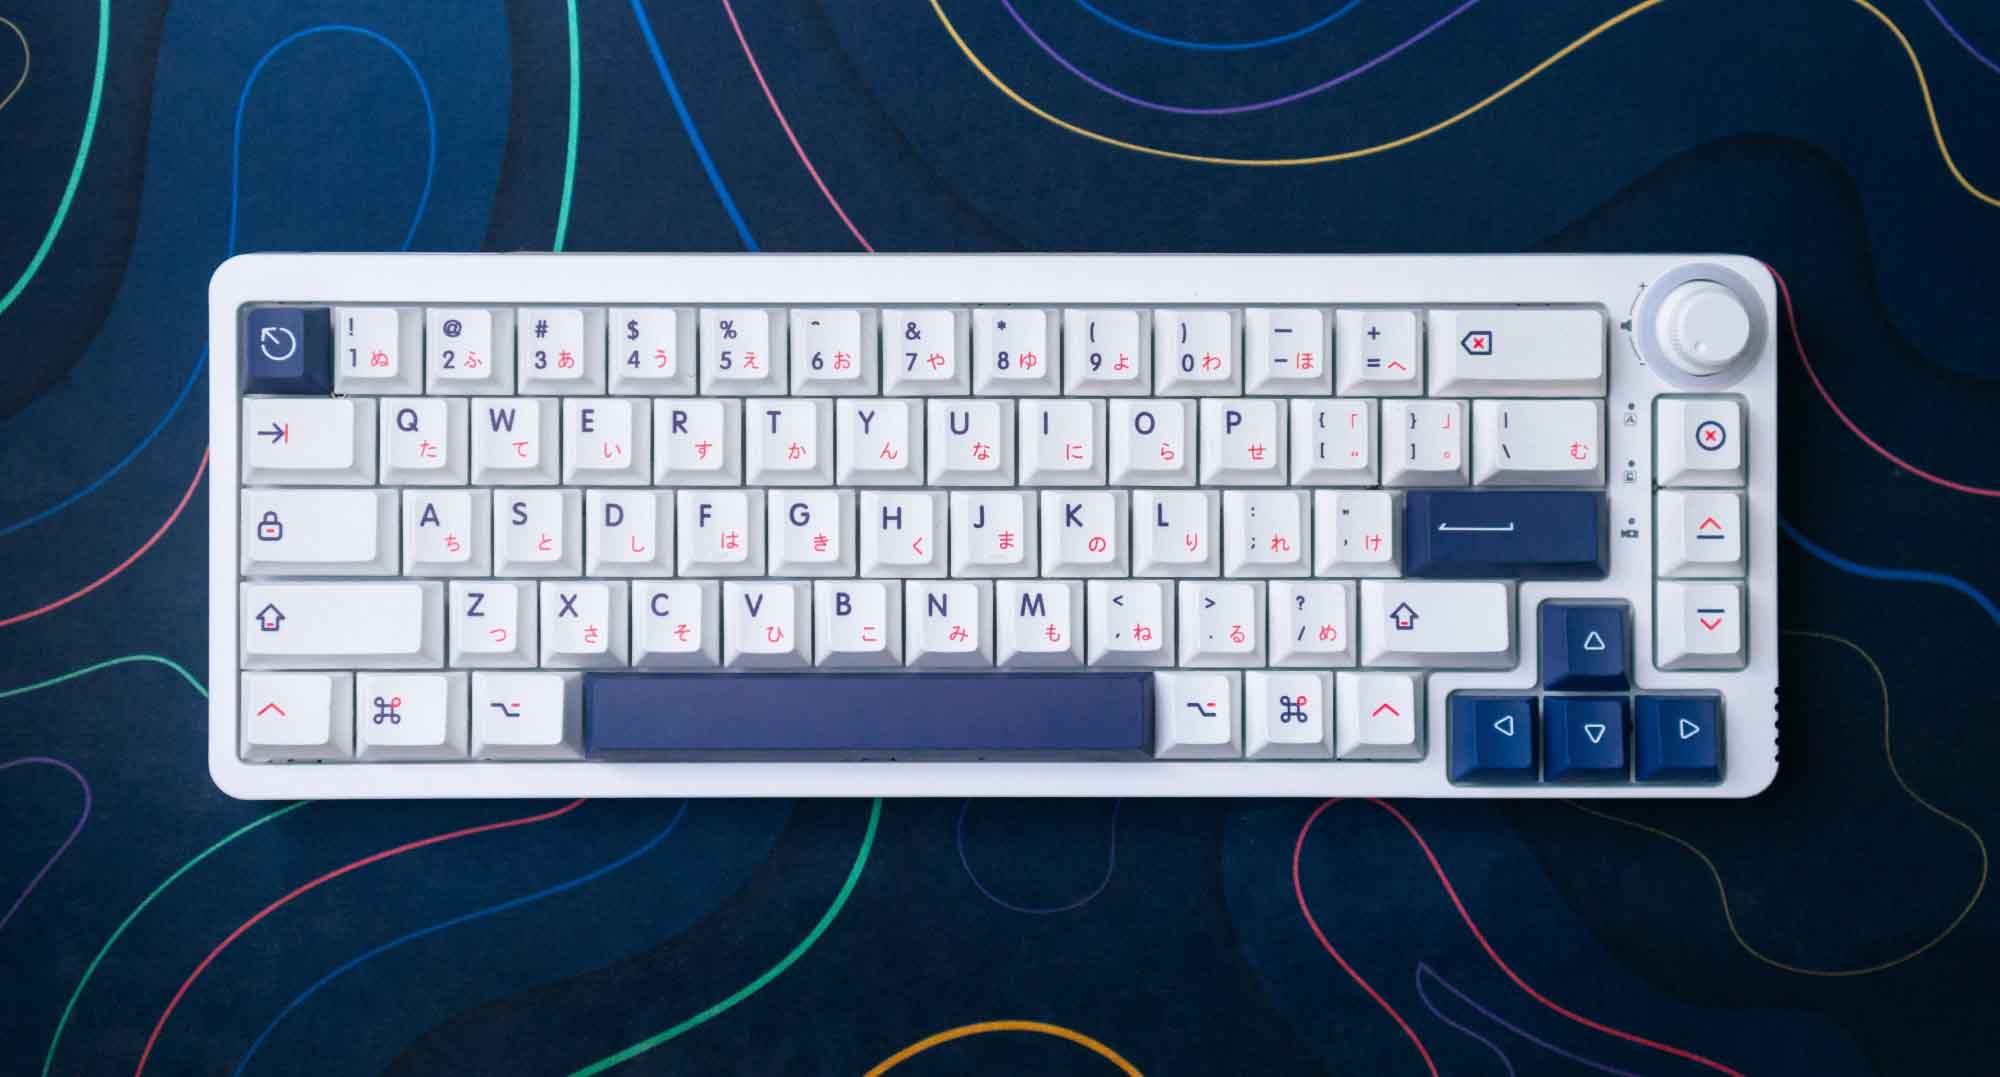 ! @ # $ % ^ & * ( ) — +
1 ぬ 2 ふ 3 あ 4 う 5 え 6 お 7 や 8 ゆ 9 よ 0 わ - ほ = へ
Q W E R T Y U I O P { 「 } 」 |
た て い す か ん な に ら せ [ ] 。 \ む
A S D F G H J K L : "
ち と し は き く ま の り ; れ ' け
Z X C V B N M < > ?
つ さ そ ひ こ み も , ね . る / め